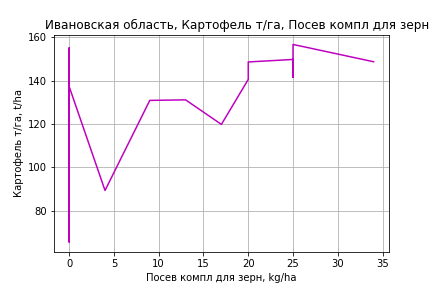 Ивановская область, Картофель т/га, Посев компл для зерн
160
140
120
100
80
Картофель т/га, t/ha
0 5 10 15 20 25 30 35
Посев компл для зерн, kg/ha